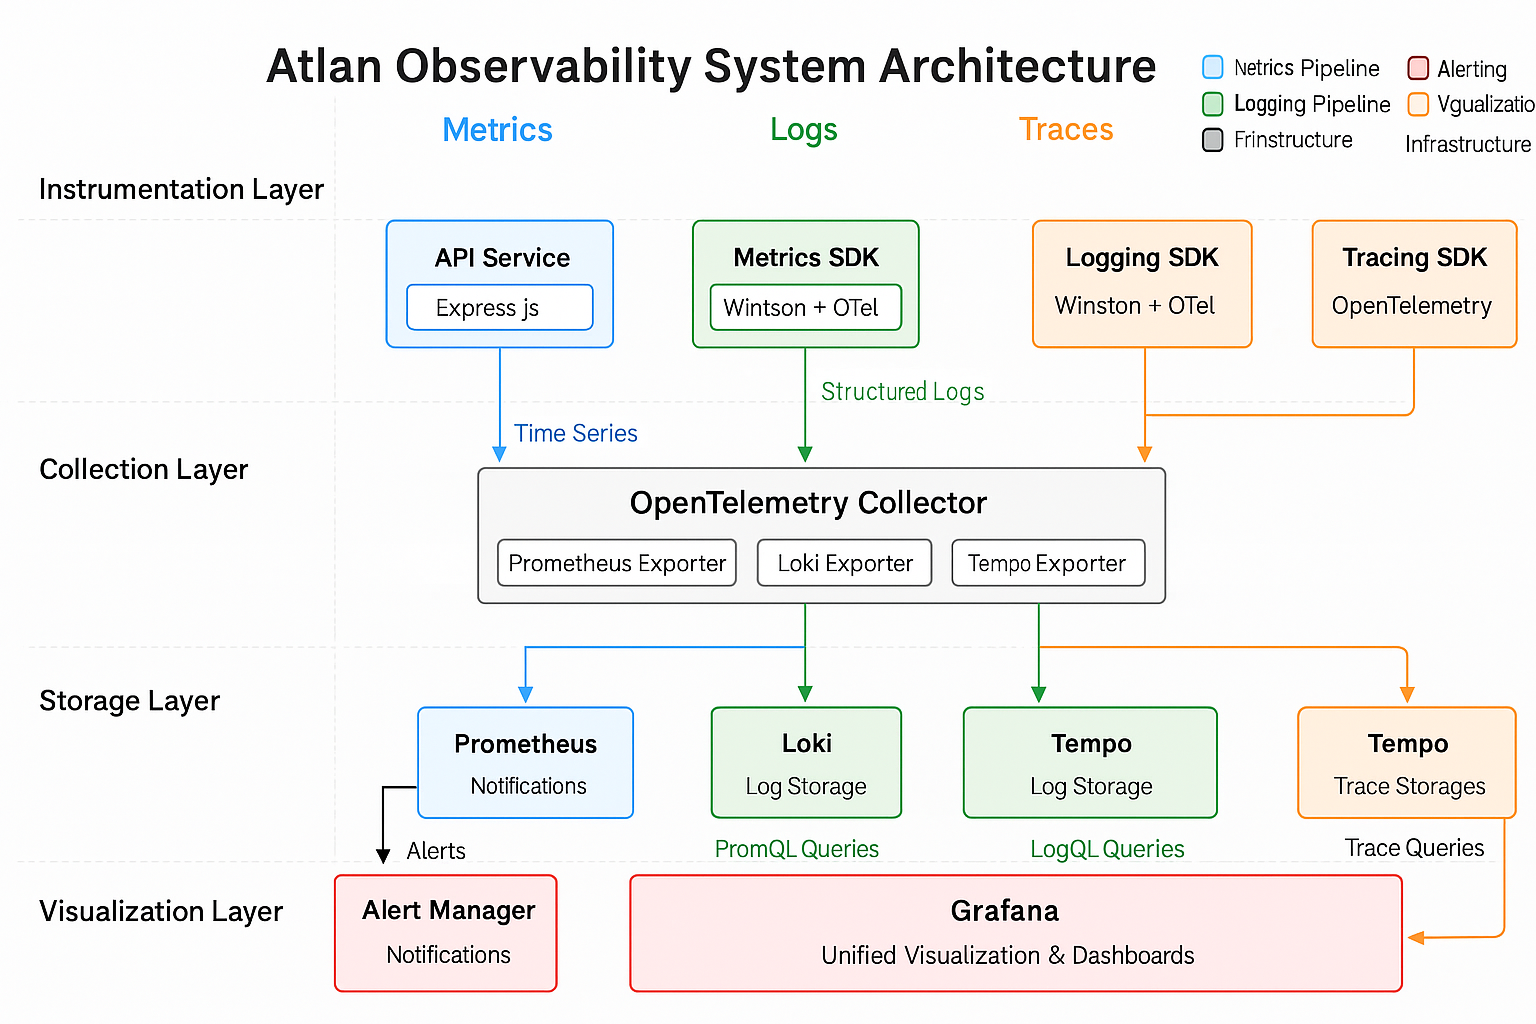 Atlan Observability System Architecture
Netrics Pipeline
Alerting
Logging Pipeline
Vgualizatio
Frinstructure
Infrastructure
Metrics
Logs
Traces
Instrumentation Layer
API Service
Express js
Metrics SDK
Wintson + OTel
Logging SDK
Winston + OTel
Tracing SDK
OpenTelemetry
Structured Logs
Time Series
Collection Layer
OpenTelemetry Collector
Prometheus Exporter
Loki Exporter
Tempo Exporter
Storage Layer
Prometheus
Notifications
Loki
Log Storage
Tempo
Log Storage
Tempo
Trace Storages
Alerts
PromQL Queries
LogQL Queries
Trace Queries
Visualization Layer
Alert Manager
Notifications
Grafana
Unified Visualization & Dashboards